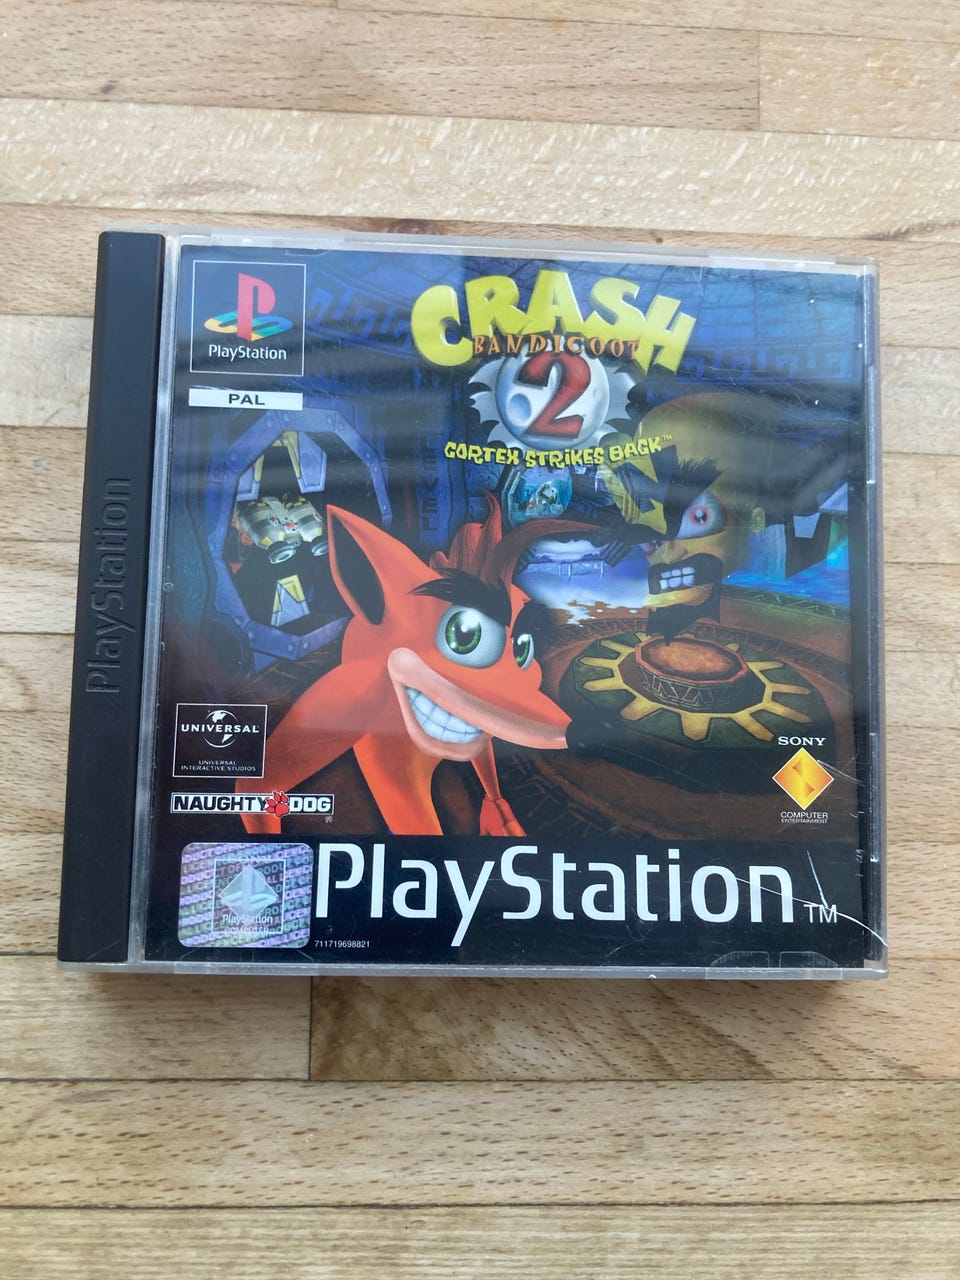 PlayStation
PlayStation
PAL
CRASH
BANDICOOT
2
CORTEX STRIKES BACK™
UNIVERSAL
UNIVERSAL
INTERACTIVE STUDIOS
NAUGHTY DOG
®
SONY
COMPUTER
ENTERTAINMENT
PlayStation
PlayStation™
711719698821